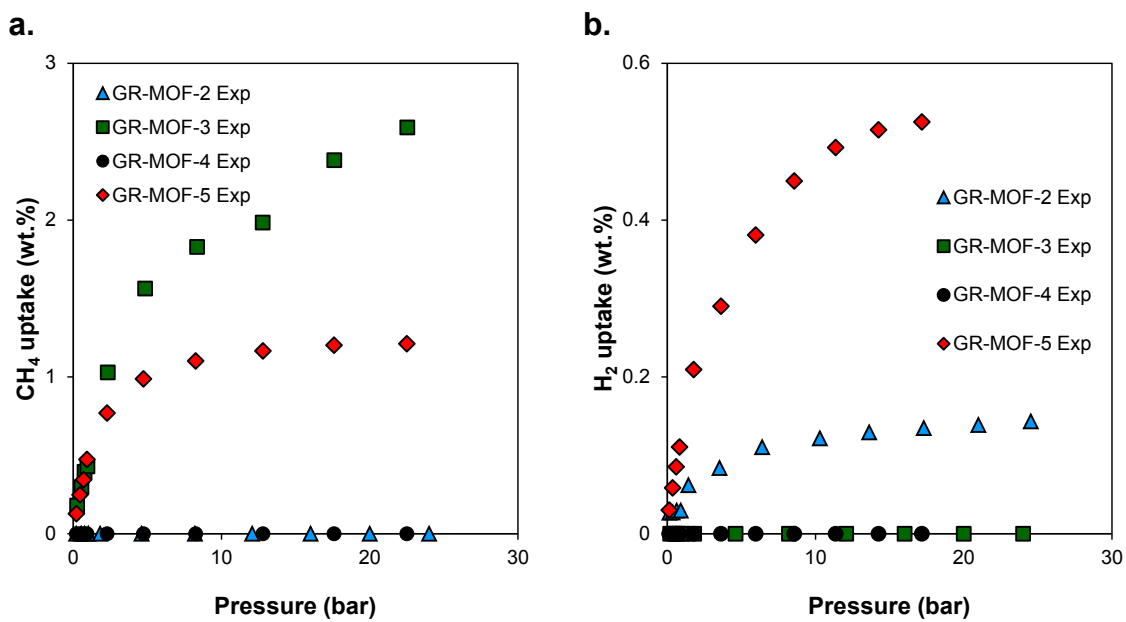 a.
3
2
1
0
0
10
20
30
CH₄ uptake (wt.%)
Pressure (bar)
GR-MOF-2 Exp
GR-MOF-3 Exp
GR-MOF-4 Exp
GR-MOF-5 Exp
b.
0.6
0.4
0.2
0
0
10
20
30
H₂ uptake (wt.%)
Pressure (bar)
GR-MOF-2 Exp
GR-MOF-3 Exp
GR-MOF-4 Exp
GR-MOF-5 Exp